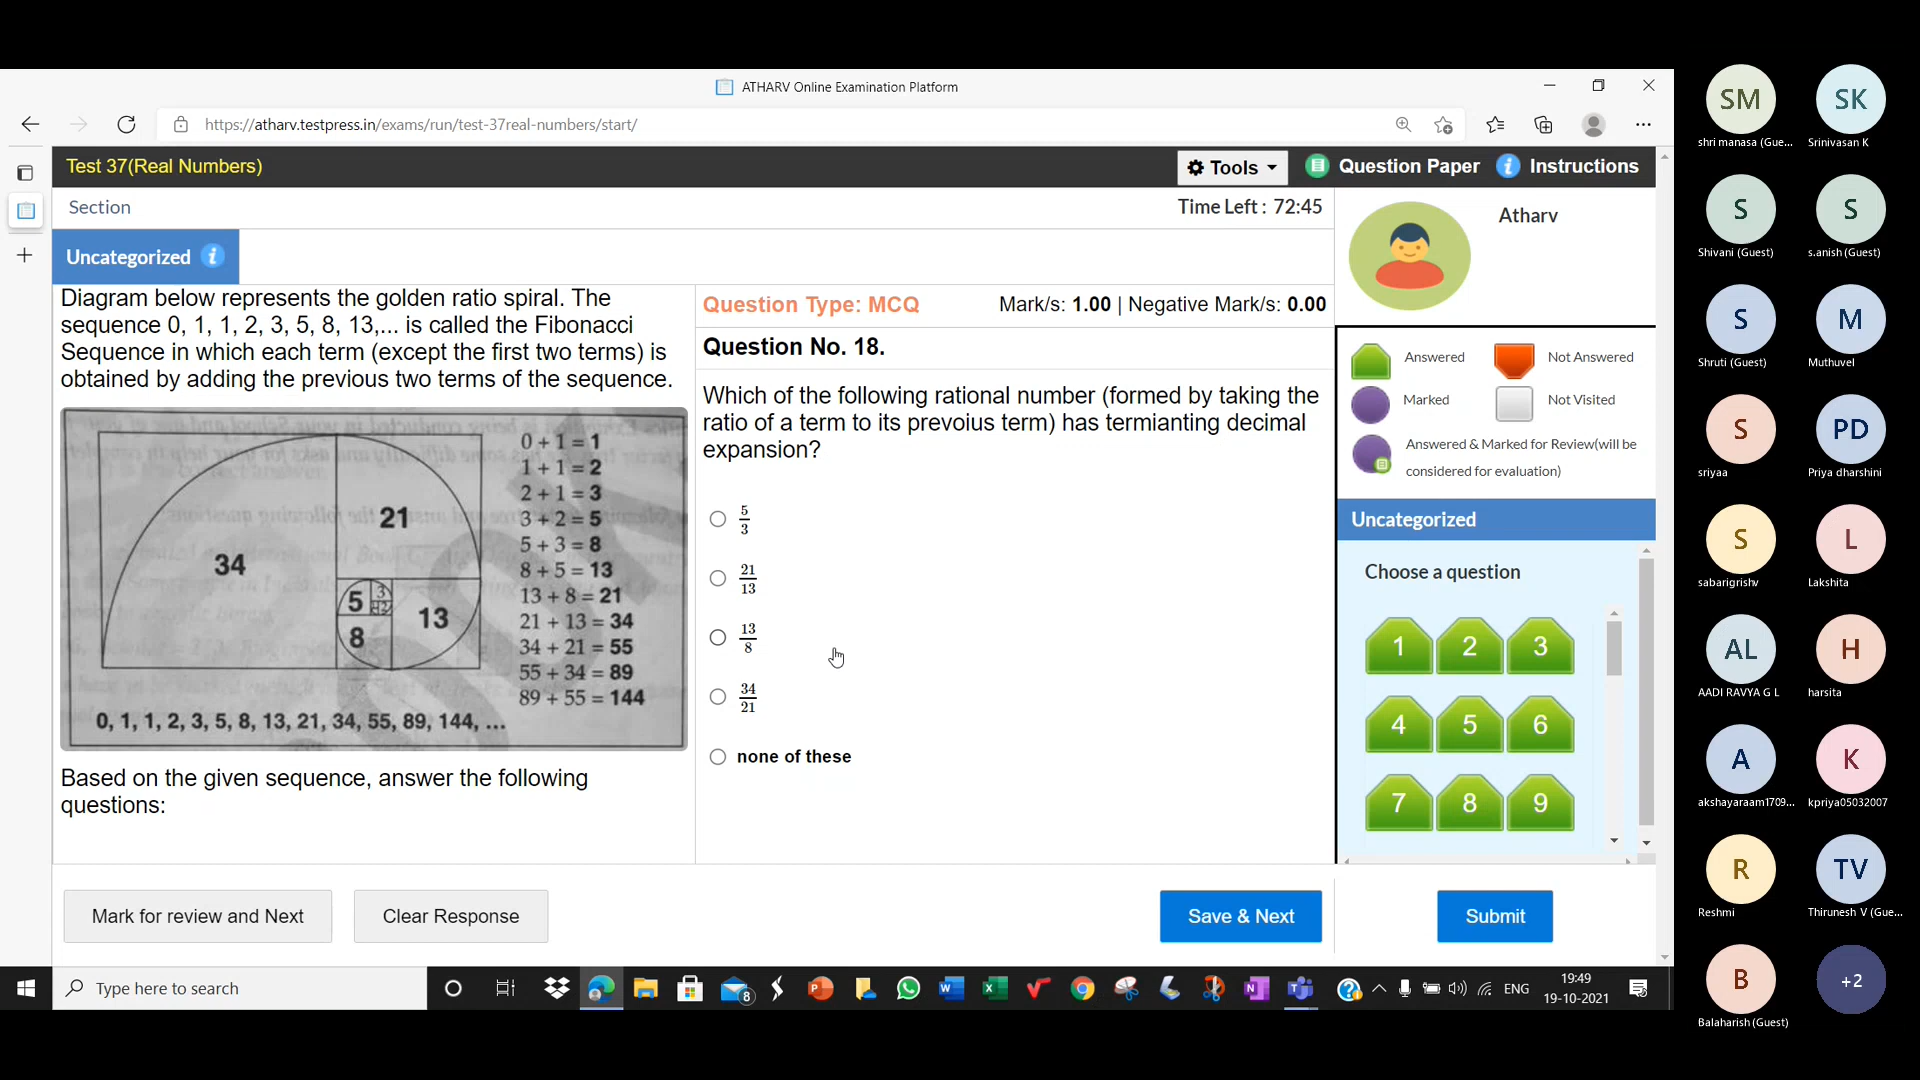 ATHARV Online Examination Platform
https://atharv.testpress.in/exams/run/test-37real-numbers/start/
Test 37(Real Numbers)
Tools
Question Paper
Instructions
Section
Time Left : 72:45
Uncategorized
Diagram below represents the golden ratio spiral. The
sequence 0, 1, 1, 2, 3, 5, 8, 13,... is called the Fibonacci
Sequence in which each term (except the first two terms) is
obtained by adding the previous two terms of the sequence.
34
21
5
3
8
13
0 + 1 = 1
1 + 1 = 2
2 + 1 = 3
3 + 2 = 5
5 + 3 = 8
8 + 5 = 13
13 + 8 = 21
21 + 13 = 34
34 + 21 = 55
55 + 34 = 89
89 + 55 = 144
0, 1, 1, 2, 3, 5, 8, 13, 21, 34, 55, 89, 144, ...
Based on the given sequence, answer the following
questions:
Question Type: MCQ
Mark/s: 1.00 | Negative Mark/s: 0.00
Question No. 18.
Which of the following rational number (formed by taking the
ratio of a term to its prevoius term) has termianting decimal
expansion?
5/3
21/13
13/8
34/21
none of these
Atharv
Answered
Not Answered
Marked
Not Visited
Answered & Marked for Review(will be
considered for evaluation)
Uncategorized
Choose a question
1 2 3
4 5 6
7 8 9
Mark for review and Next
Clear Response
Save & Next
Submit
Type here to search
8
ENG
19:49
19-10-2021
SM
shri manasa (Gue...
SK
Srinivasan K
S
Shivani (Guest)
S
s.anish (Guest)
S
Shruti (Guest)
M
Muthuvel
S
sriyaa
PD
Priya dharshini
S
sabarigrishv
L
Lakshita
AL
AADI RAVYA G L
H
harsita
A
akshayaraam1709...
K
kpriya05032007
R
Reshmi
TV
Thirunesh V (Gue...
B
Balaharish (Guest)
+2